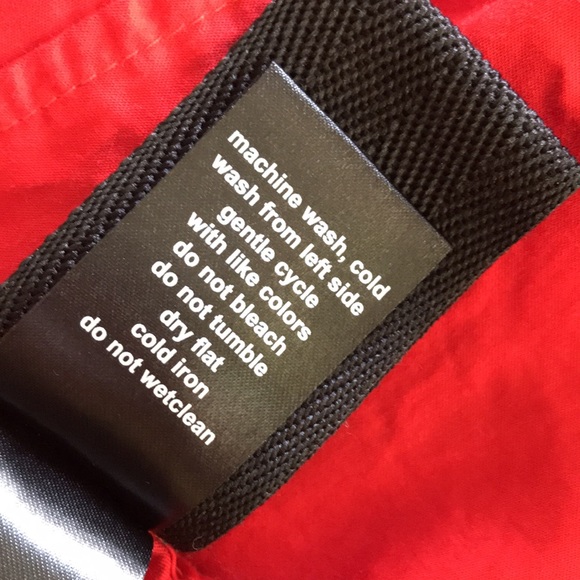 machine wash, cold
wash from left side
gentle cycle
with like colors
do not bleach
do not tumble
dry flat
cold iron
do not wetclean